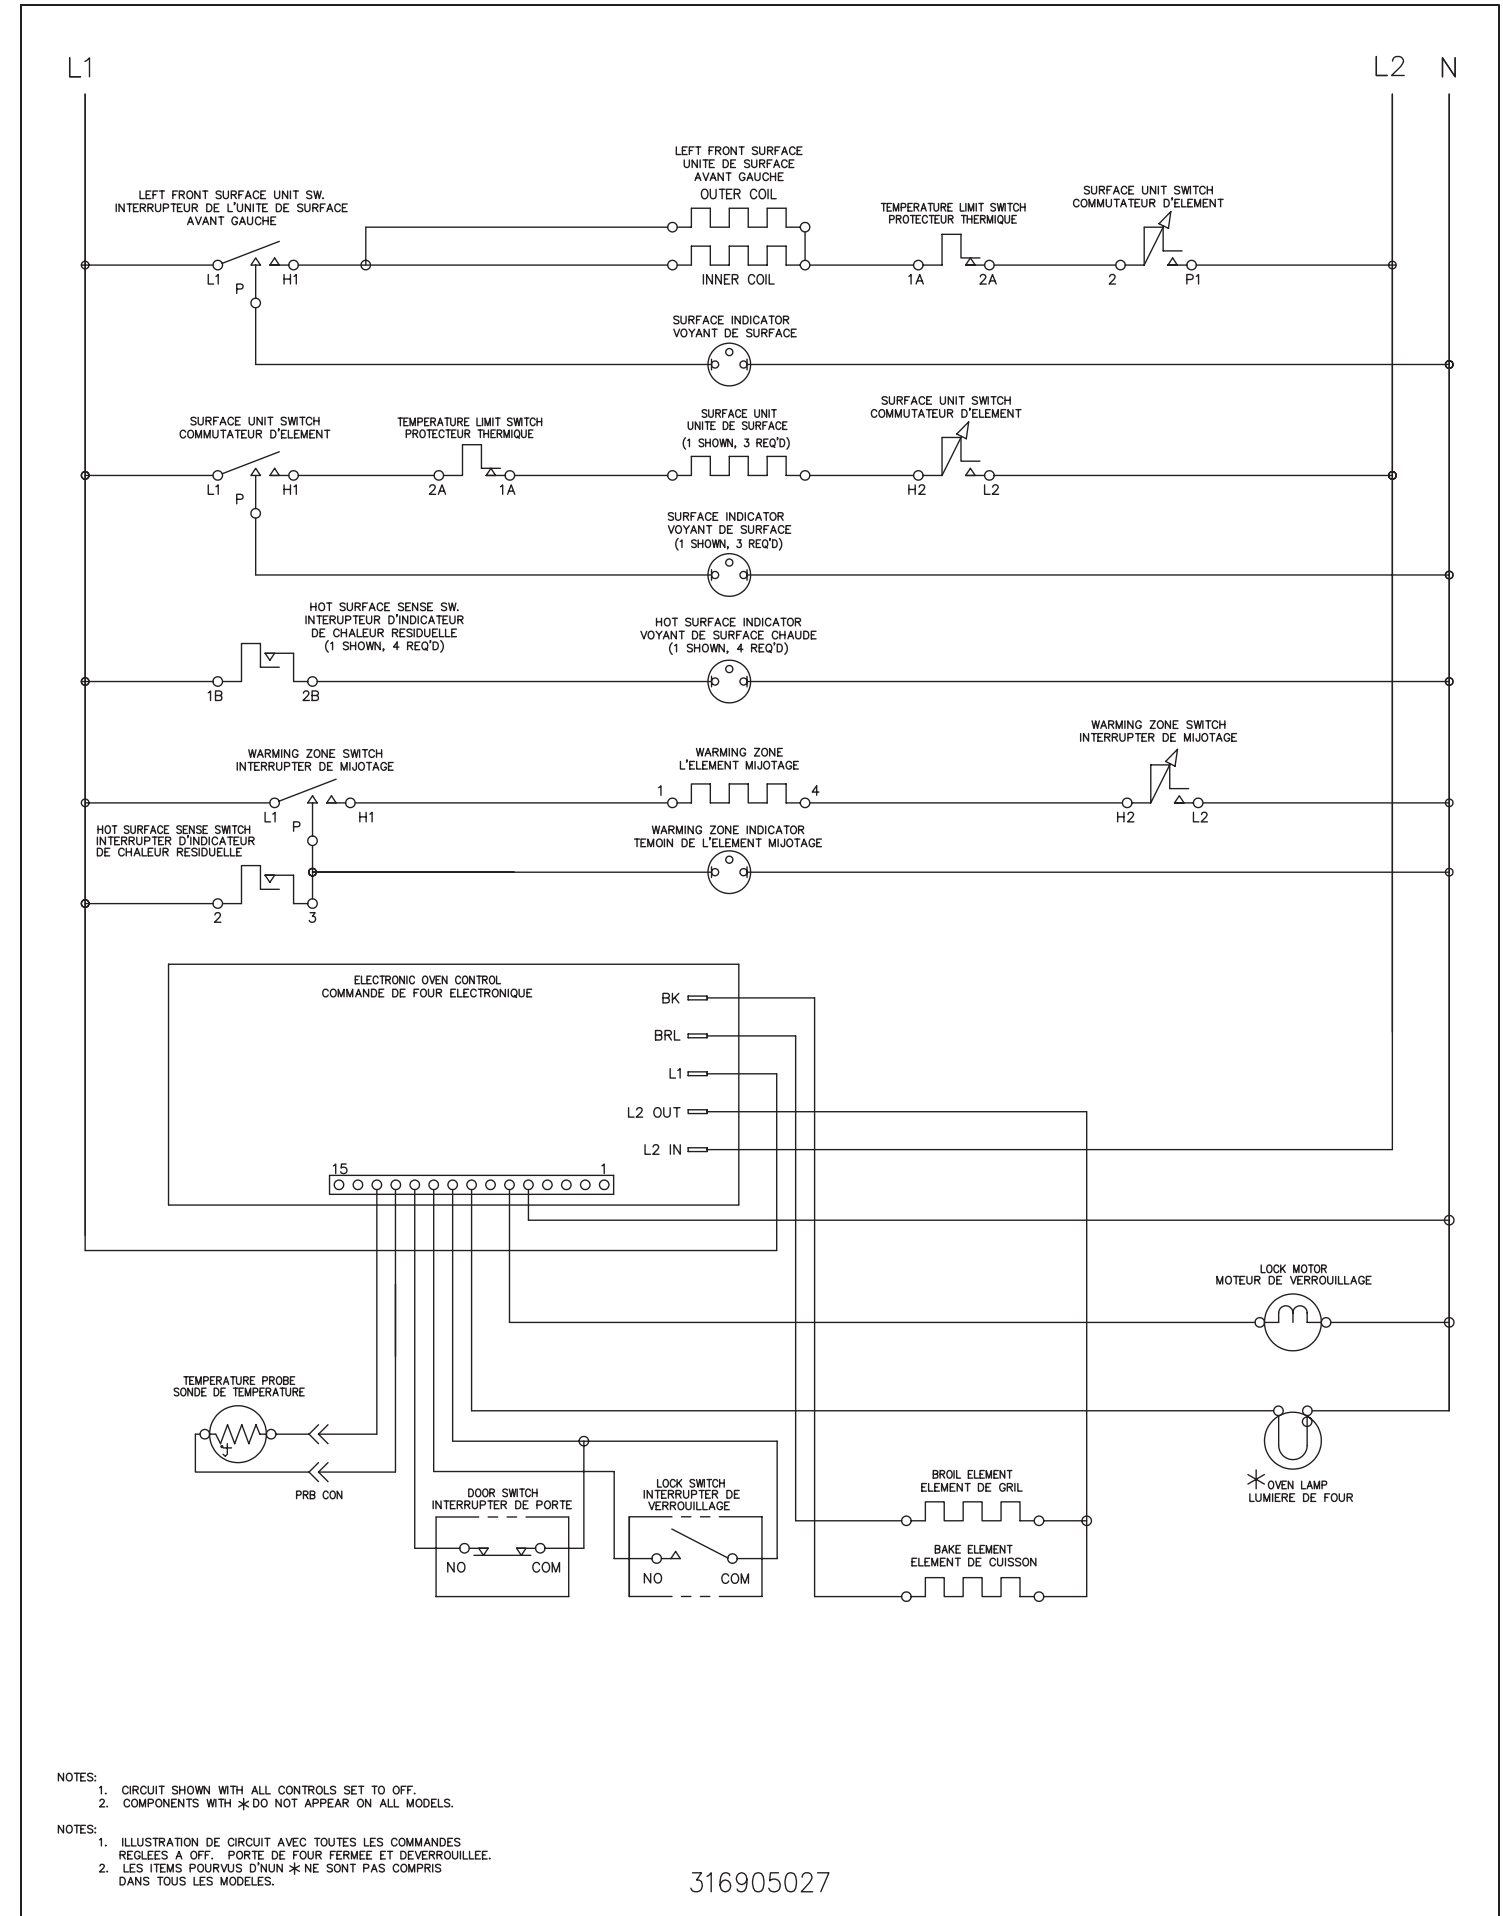 L1
L2 N
LEFT FRONT SURFACE
UNITE DE SURFACE
AVANT GAUCHE
OUTER COIL
INNER COIL
LEFT FRONT SURFACE UNIT SW.
INTERRUPTEUR DE L'UNITE DE SURFACE
AVANT GAUCHE
TEMPERATURE LIMIT SWITCH
PROTECTEUR THERMIQUE
SURFACE UNIT SWITCH
COMMUTATEUR D'ELEMENT
L1
P
H1
1A
2A
2
P1
SURFACE INDICATOR
VOYANT DE SURFACE
SURFACE UNIT SWITCH
COMMUTATEUR D'ELEMENT
TEMPERATURE LIMIT SWITCH
PROTECTEUR THERMIQUE
SURFACE UNIT
UNITE DE SURFACE
(1 SHOWN, 3 REQ'D)
SURFACE UNIT SWITCH
COMMUTATEUR D'ELEMENT
L1
P
H1
2A
1A
H2
L2
SURFACE INDICATOR
VOYANT DE SURFACE
(1 SHOWN, 3 REQ'D)
HOT SURFACE SENSE SW.
INTERUPTEUR D'INDICATEUR
DE CHALEUR RESIDUELLE
(1 SHOWN, 4 REQ'D)
HOT SURFACE INDICATOR
VOYANT DE SURFACE CHAUDE
(1 SHOWN, 4 REQ'D)
1B
2B
WARMING ZONE SWITCH
INTERRUPTER DE MIJOTAGE
WARMING ZONE
L'ELEMENT MIJOTAGE
WARMING ZONE SWITCH
INTERRUPTER DE MIJOTAGE
1
4
L1
P
H1
H2
L2
HOT SURFACE SENSE SWITCH
INTERRUPTER D'INDICATEUR
DE CHALEUR RESIDUELLE
WARMING ZONE INDICATOR
TEMOIN DE L'ELEMENT MIJOTAGE
2
3
ELECTRONIC OVEN CONTROL
COMMANDE DE FOUR ELECTRONIQUE
BK
BRL
L1
L2 OUT
L2 IN
15
1
LOCK MOTOR
MOTEUR DE VERROUILLAGE
TEMPERATURE PROBE
SONDE DE TEMPERATURE
PRB CON
DOOR SWITCH
INTERRUPTER DE PORTE
NO
COM
LOCK SWITCH
INTERRUPTER DE
VERROUILLAGE
NO
COM
BROIL ELEMENT
ELEMENT DE GRIL
BAKE ELEMENT
ELEMENT DE CUISSON
* OVEN LAMP
LUMIERE DE FOUR
NOTES:
1. CIRCUIT SHOWN WITH ALL CONTROLS SET TO OFF.
2. COMPONENTS WITH * DO NOT APPEAR ON ALL MODELS.
NOTES:
1. ILLUSTRATION DE CIRCUIT AVEC TOUTES LES COMMANDES
REGLEES A OFF. PORTE DE FOUR FERMEE ET DEVERROUILLEE.
2. LES ITEMS POURVUS D'NUN * NE SONT PAS COMPRIS
DANS TOUS LES MODELES.
316905027